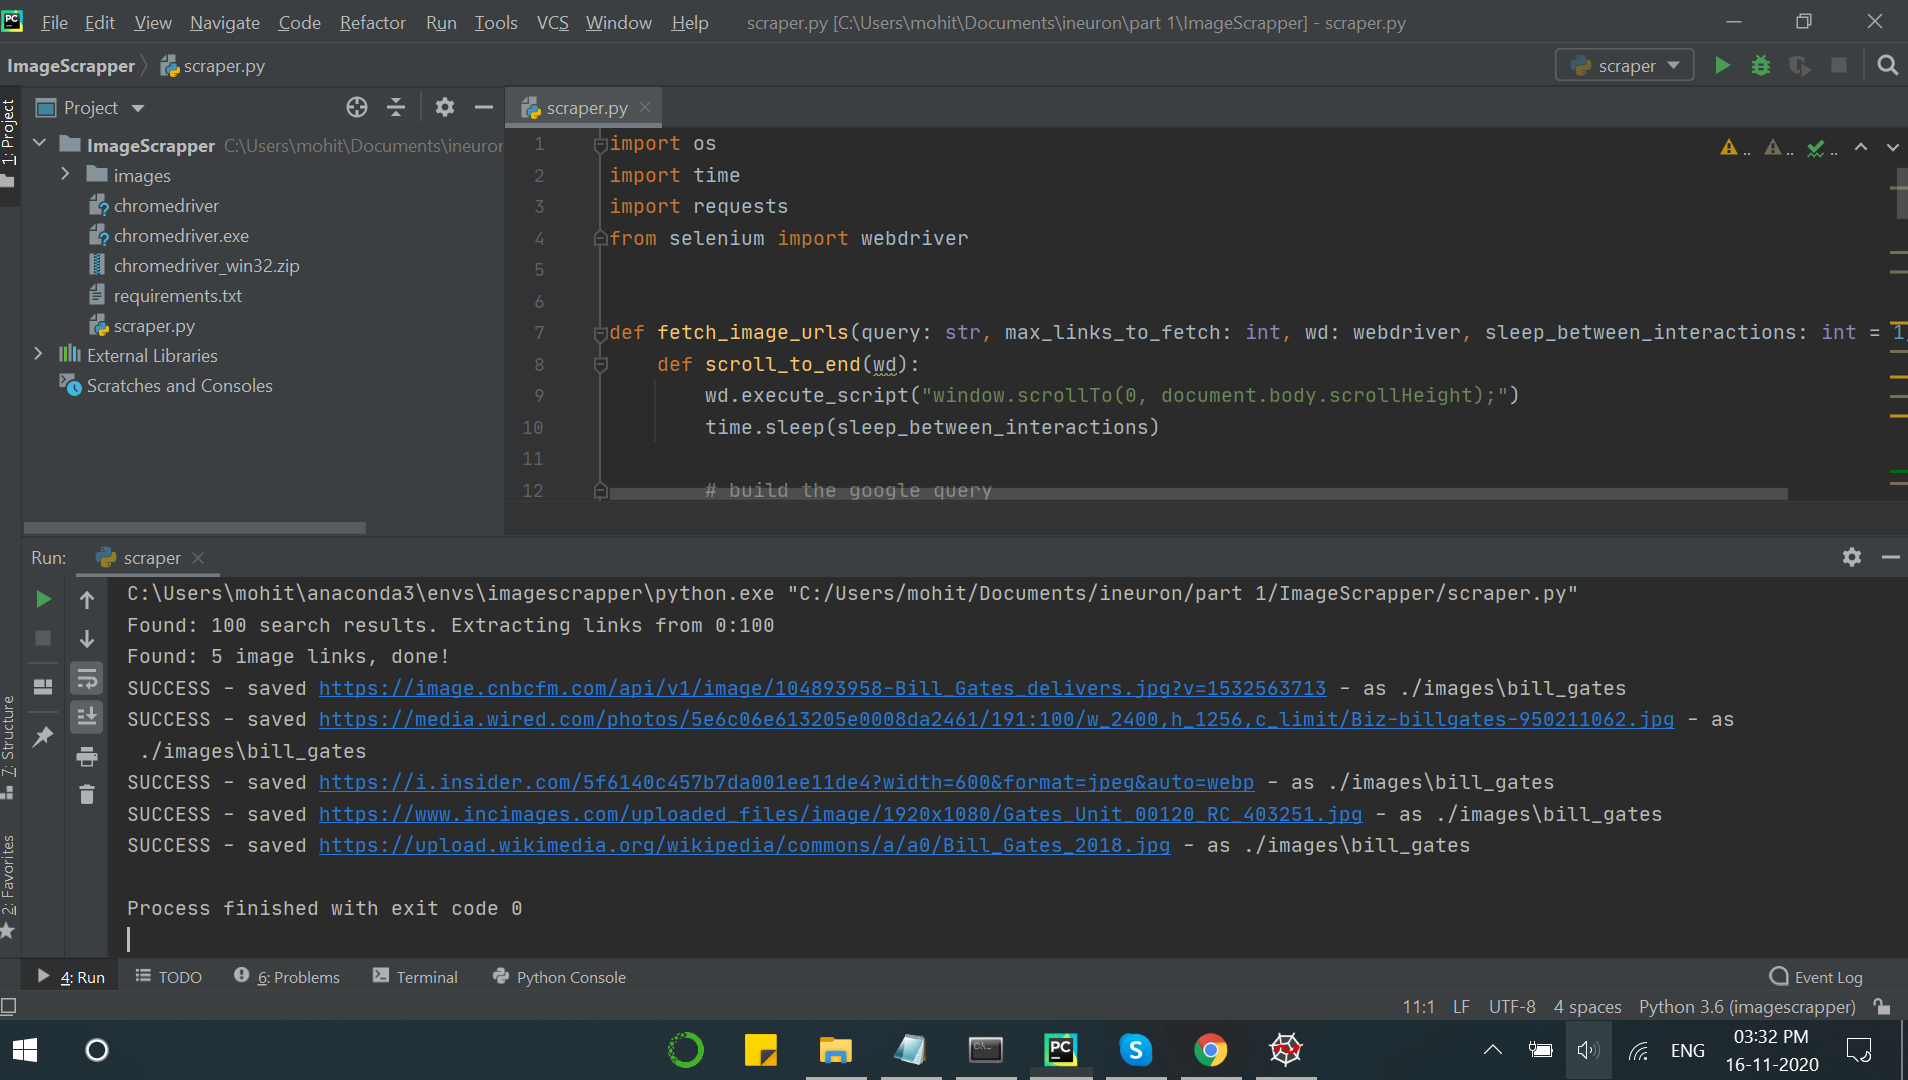 File Edit View Navigate Code Refactor Run Tools VCS Window Help scraper.py [C:\Users\mohit\Documents\ineuron\part 1\ImageScrapper] - scraper.py
ImageScrapper scraper.py
scraper
1: Project
Project
ImageScrapper C:\Users\mohit\Documents\ineuron
images
chromedriver
chromedriver.exe
chromedriver_win32.zip
requirements.txt
scraper.py
External Libraries
Scratches and Consoles
scraper.py
1 import os
2 import time
3 import requests
4 from selenium import webdriver
5
6
7 def fetch_image_urls(query: str, max_links_to_fetch: int, wd: webdriver, sleep_between_interactions: int = 1,
8 def scroll_to_end(wd):
9 wd.execute_script("window.scrollTo(0, document.body.scrollHeight);")
10 time.sleep(sleep_between_interactions)
11
12 # build the google query
Run: scraper
C:\Users\mohit\anaconda3\envs\imagescrapper\python.exe "C:/Users/mohit/Documents/ineuron/part 1/ImageScrapper/scraper.py"
Found: 100 search results. Extracting links from 0:100
Found: 5 image links, done!
SUCCESS - saved https://image.cnbcfm.com/api/v1/image/104893958-Bill_Gates_delivers.jpg?v=1532563713 - as ./images\bill_gates
SUCCESS - saved https://media.wired.com/photos/5e6c06e613205e0008da2461/191:100/w_2400,h_1256,c_limit/Biz-billgates-950211062.jpg - as
./images\bill_gates
SUCCESS - saved https://i.insider.com/5f6140c457b7da001ee11de4?width=600&format=jpeg&auto=webp - as ./images\bill_gates
SUCCESS - saved https://www.incimages.com/uploaded_files/image/1920x1080/Gates_Unit_00120_RC_403251.jpg - as ./images\bill_gates
SUCCESS - saved https://upload.wikimedia.org/wikipedia/commons/a/a0/Bill_Gates_2018.jpg - as ./images\bill_gates
Process finished with exit code 0
7: Structure
2: Favorites
4: Run TODO 6: Problems Terminal Python Console Event Log
11:1 LF UTF-8 4 spaces Python 3.6 (imagescrapper)
PC S ENG 03:32 PM
16-11-2020